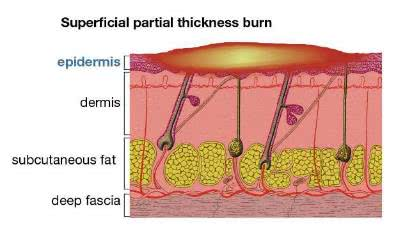 Superficial partial thickness burn
epidermis
dermis
subcutaneous fat
deep fascia